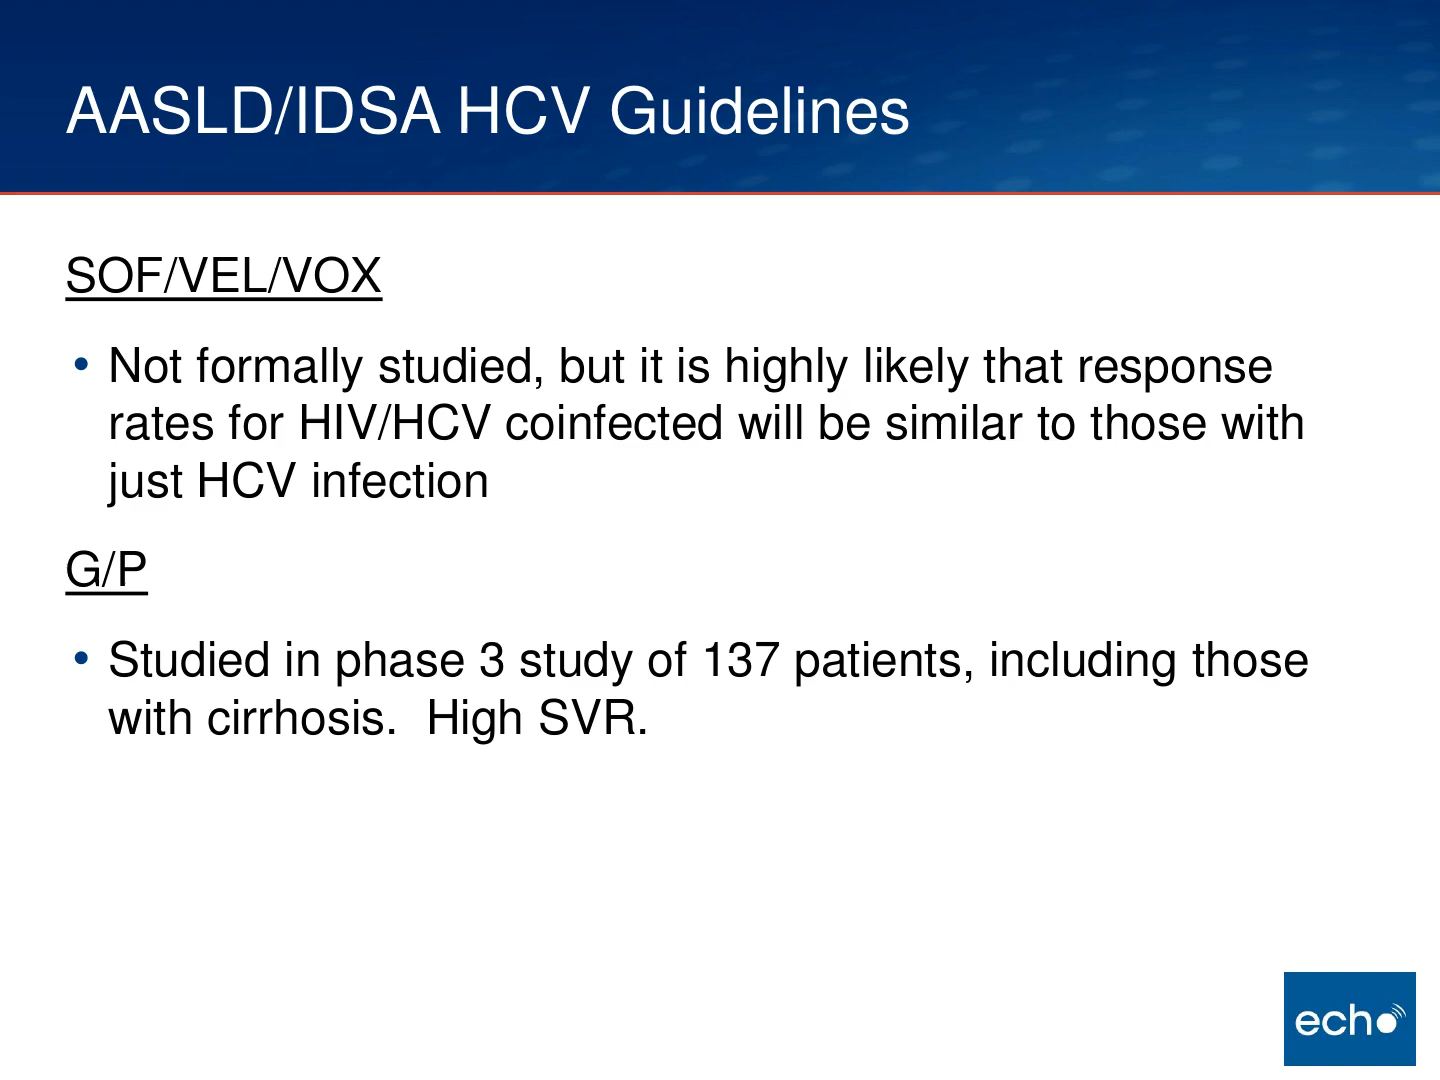 AASLD/IDSA HCV Guidelines
SOF/VEL/VOX
• Not formally studied, but it is highly likely that response
rates for HIV/HCV coinfected will be similar to those with
just HCV infection
G/P
• Studied in phase 3 study of 137 patients, including those
with cirrhosis.  High SVR.
echo